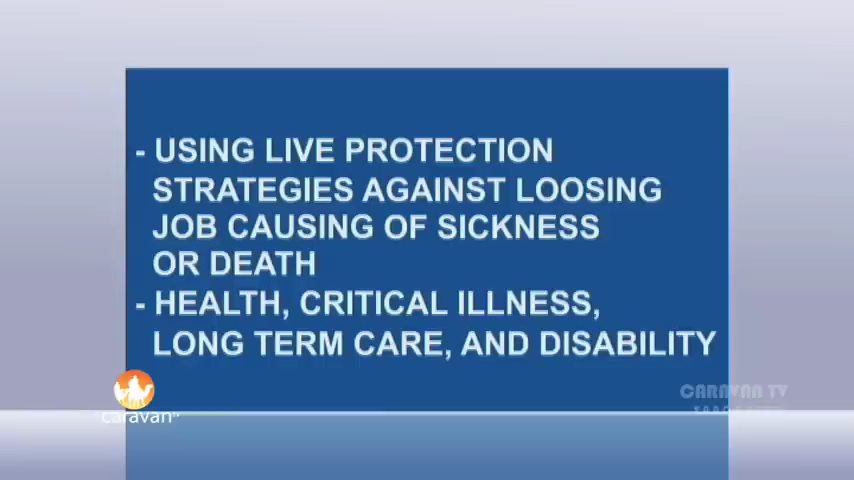 - USING LIVE PROTECTION
STRATEGIES AGAINST LOOSING
JOB CAUSING OF SICKNESS
OR DEATH
- HEALTH, CRITICAL ILLNESS,
LONG TERM CARE, AND DISABILITY
caravan
CARAVAN TV